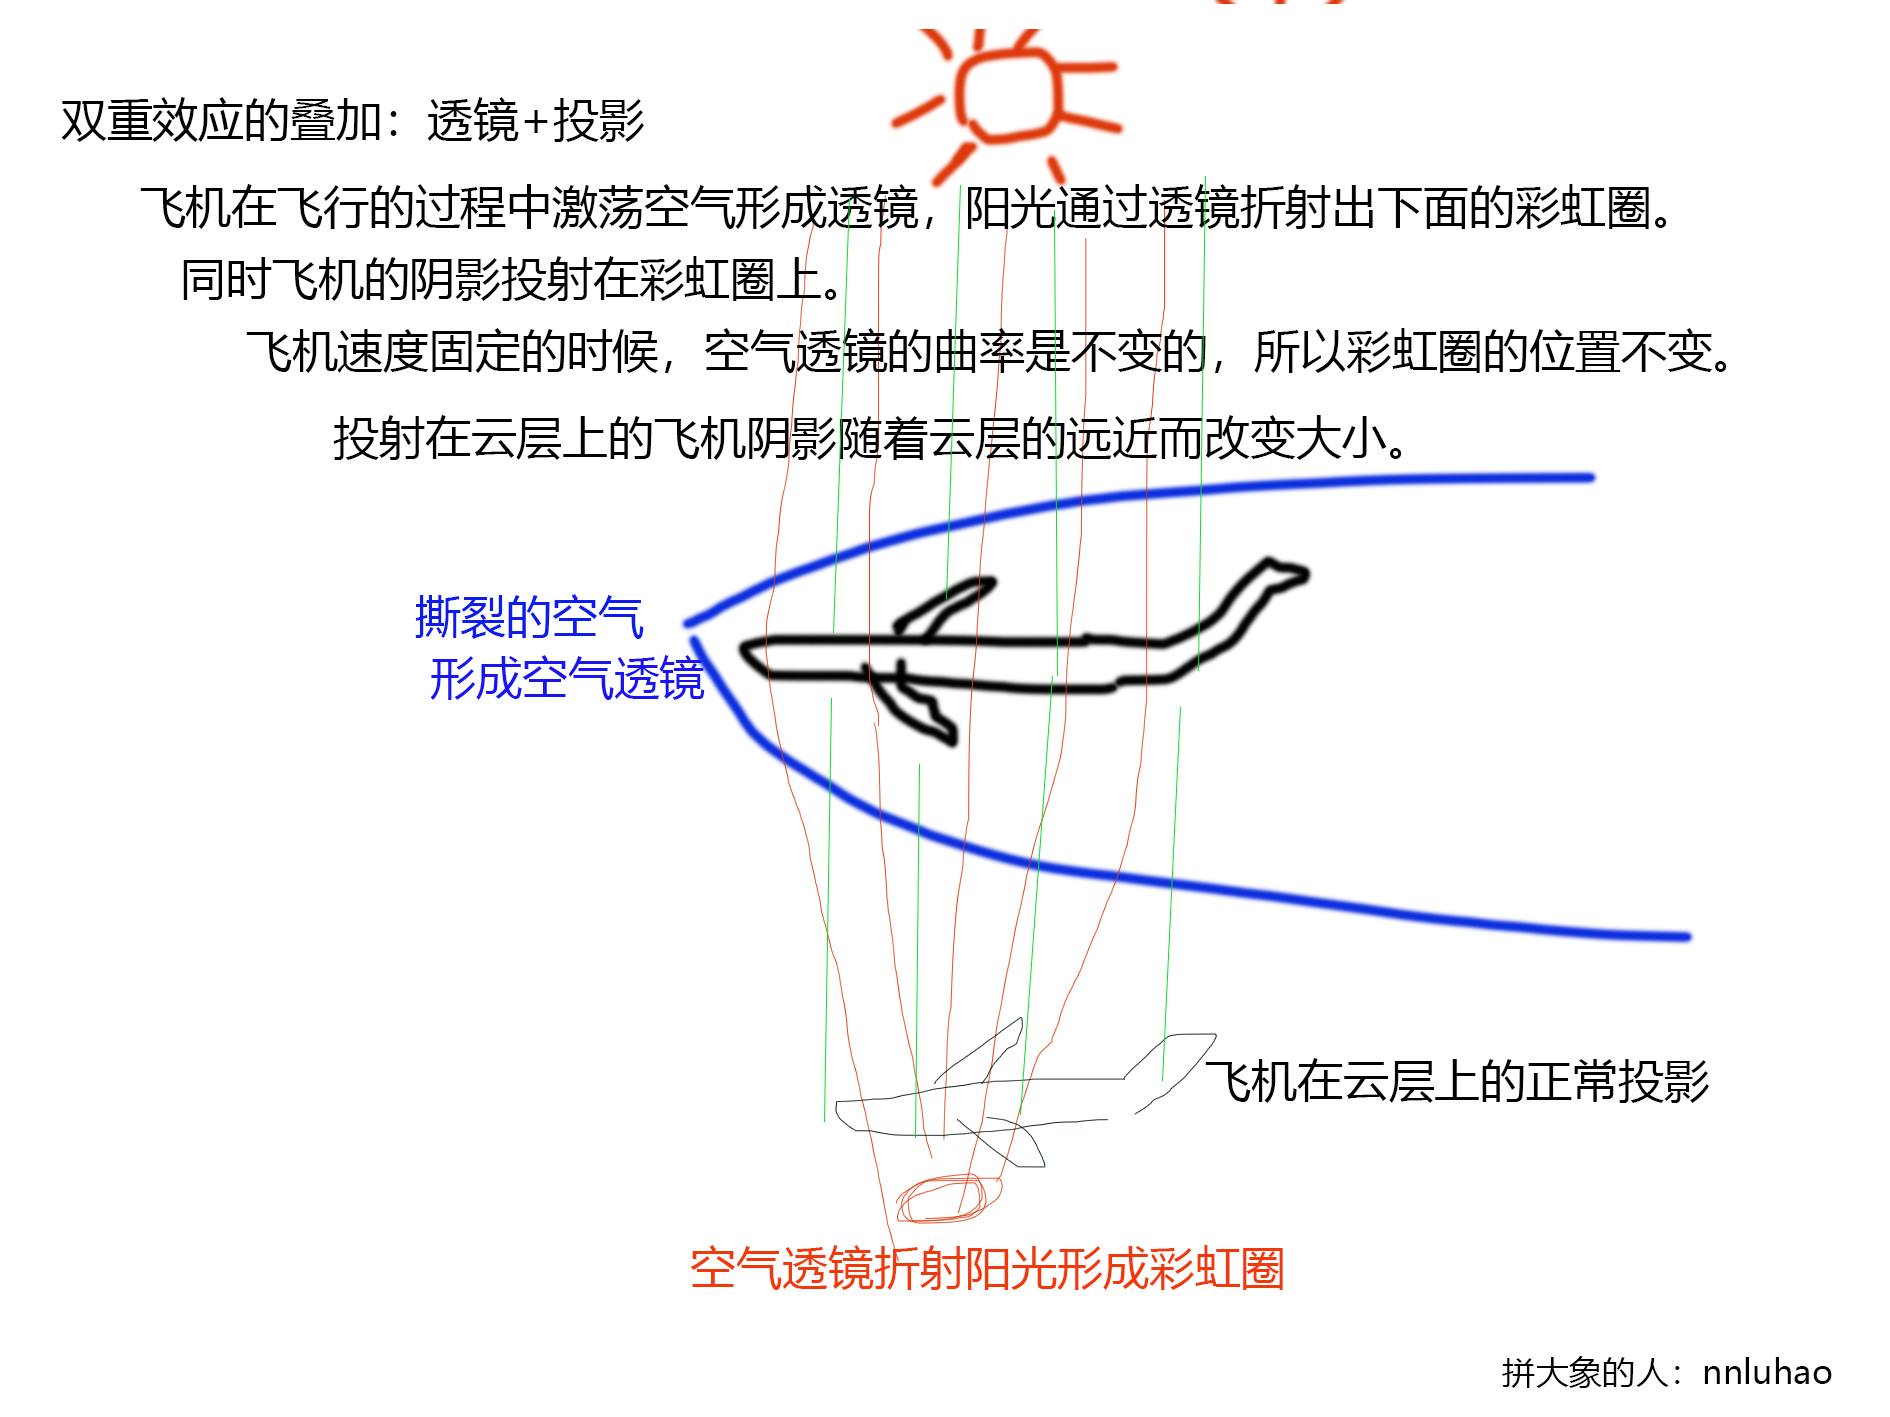 双重效应的叠加：透镜+投影
飞机在飞行的过程中激荡空气形成透镜，阳光通过透镜折射出下面的彩虹圈。
同时飞机的阴影投射在彩虹圈上。
飞机速度固定的时候，空气透镜的曲率是不变的，所以彩虹圈的位置不变。
投射在云层上的飞机阴影随着云层的远近而改变大小。
撕裂的空气
形成空气透镜
飞机在云层上的正常投影
空气透镜折射阳光形成彩虹圈
拼大象的人：nnluhao